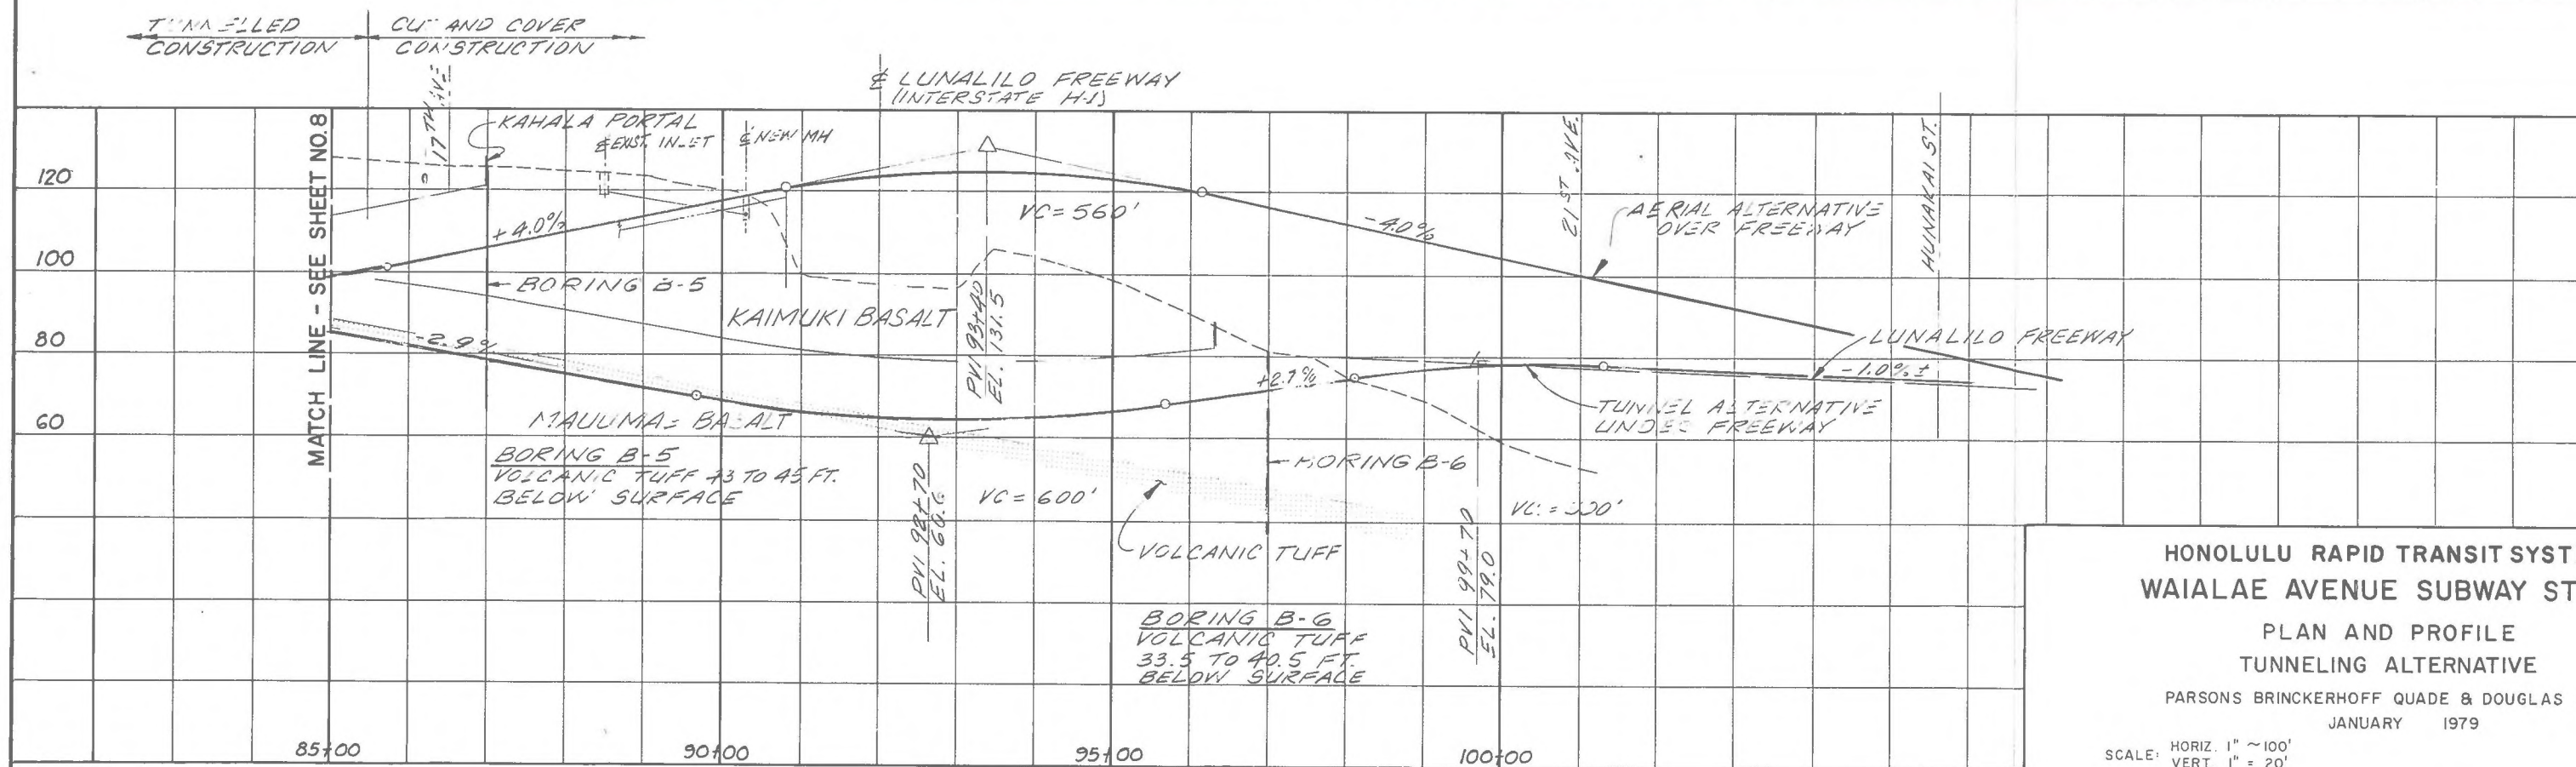 TUNNELLED
CONSTRUCTION
CUT AND COVER
CONSTRUCTION
17TH AVE
KAHALA PORTAL
℄ EXIST. INLET
℄ NEW MH
℄ LUNALILO FREEWAY
(INTERSTATE H-1)
MATCH LINE - SEE SHEET NO. 8
120
100
80
60
+4.0%
VC = 560'
-4.0%
21ST AVE.
AERIAL ALTERNATIVE
OVER FREEWAY
HUNAKAI ST.
BORING B-5
KAIMUKI BASALT
PVI 93+40
EL. 131.5
LUNALILO FREEWAY
-2.9%
+2.7%
-1.0% ±
MAUUMAE BASALT
TUNNEL ALTERNATIVE
UNDER FREEWAY
BORING B-5
VOLCANIC TUFF 43 TO 45 FT.
BELOW SURFACE
PVI 92+70
EL. 60.6
VC = 600'
BORING B-6
VC =
VOLCANIC TUFF
PVI 99+70
EL. 79.0
BORING B-6
VOLCANIC TUFF
33.5 TO 40.5 FT.
BELOW SURFACE
85+00
90+00
95+00
100+00
HONOLULU RAPID TRANSIT SYST
WAIALAE AVENUE SUBWAY ST
PLAN AND PROFILE
TUNNELING ALTERNATIVE
PARSONS BRINCKERHOFF QUADE & DOUGLAS
JANUARY 1979
SCALE: HORIZ. 1" ~ 100'
VERT. 1" = 20'